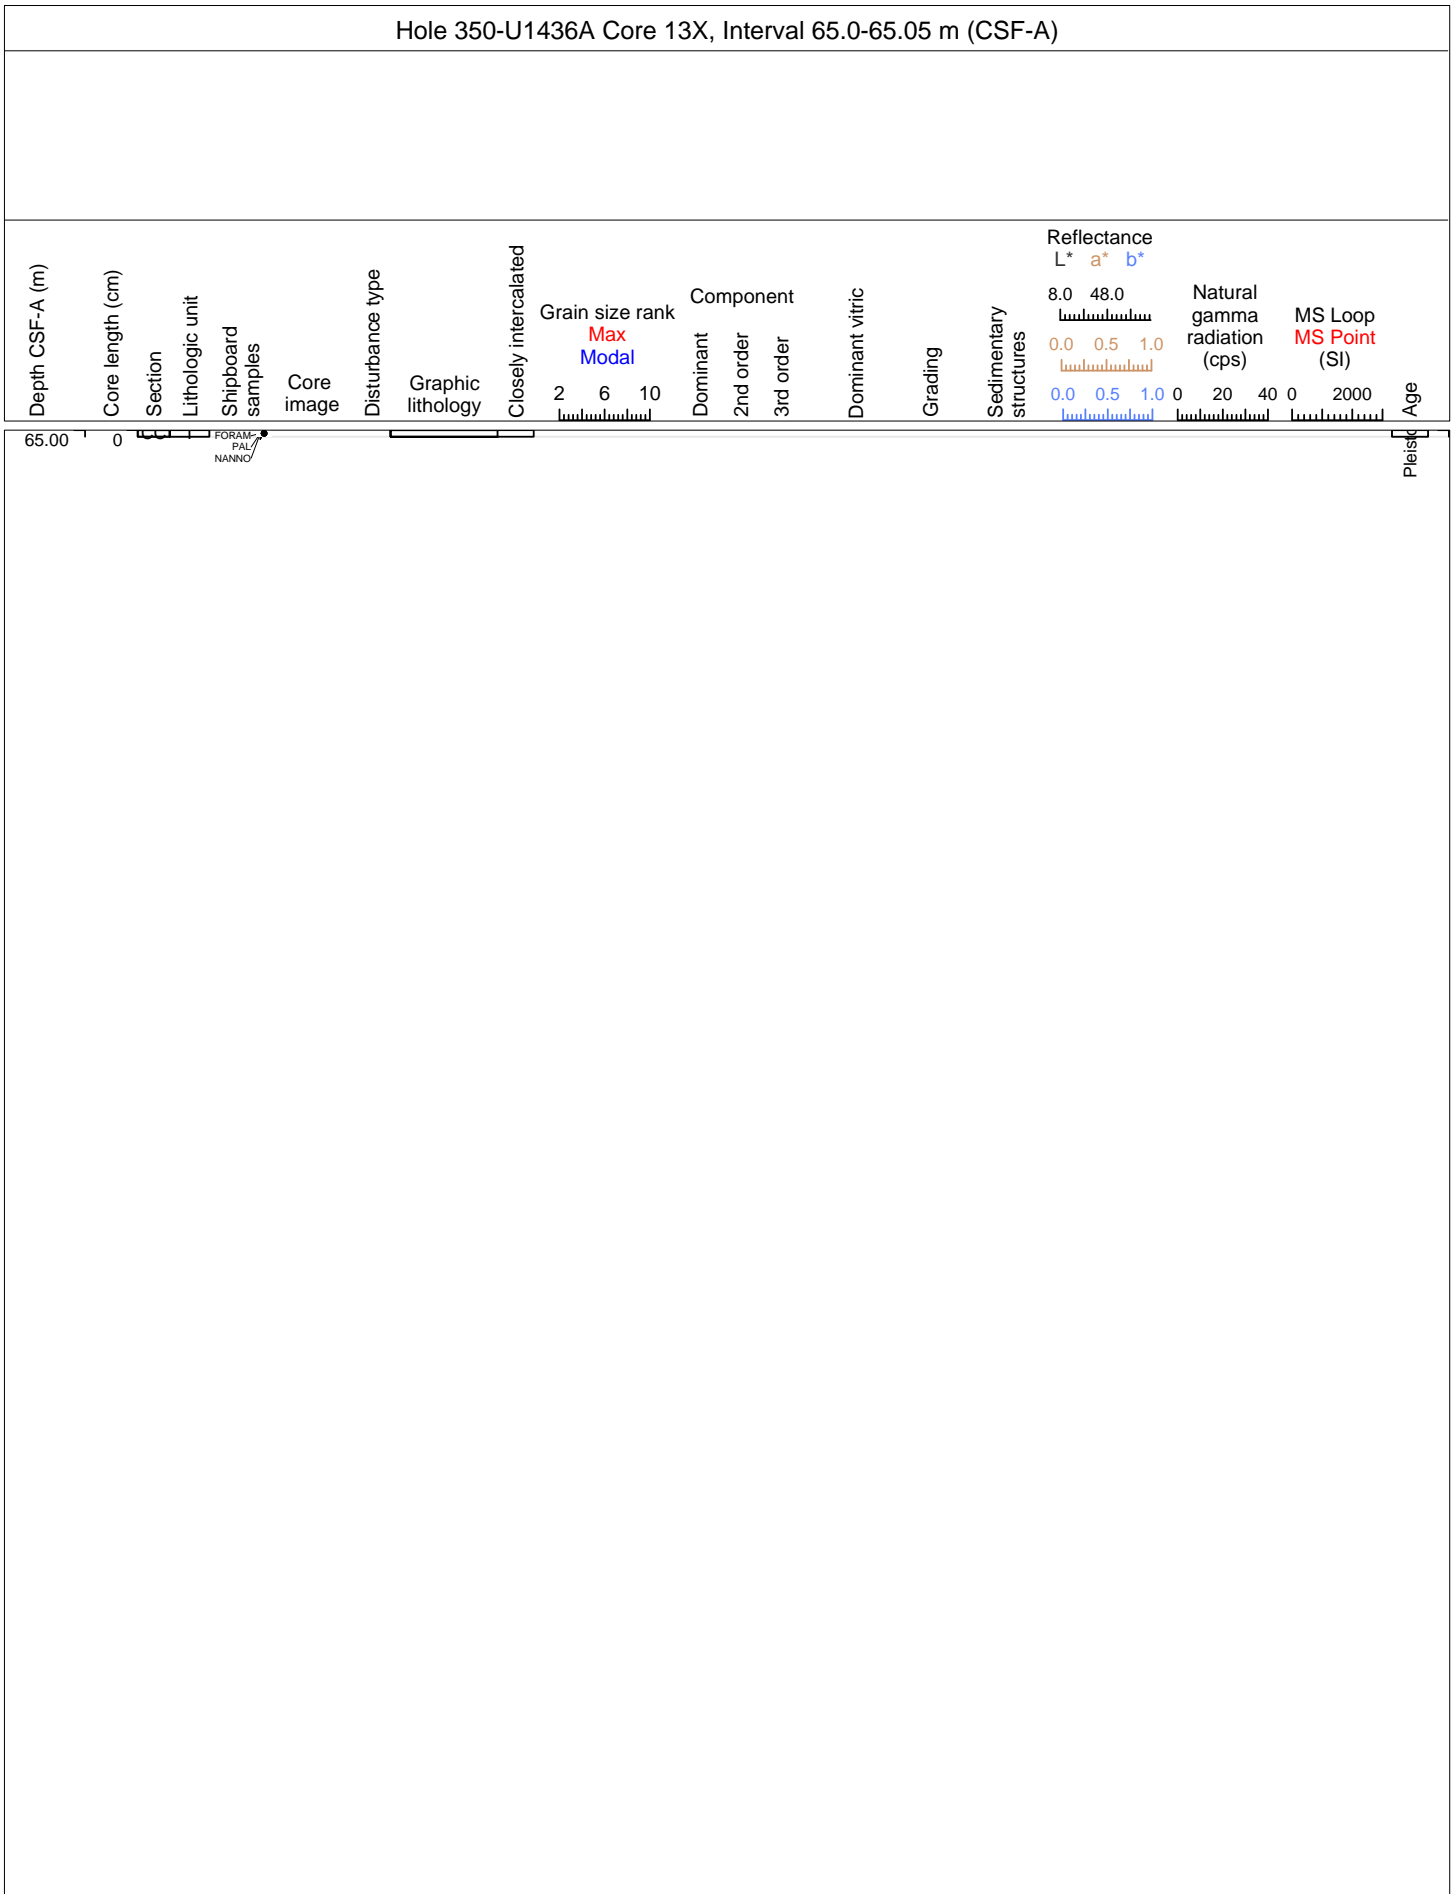 Hole 350-U1436A Core 13X, Interval 65.0-65.05 m (CSF-A)
Depth CSF-A (m)
Core length (cm)
Section
Lithologic unit
Shipboard
samples
Core
image
Disturbance type
Graphic
lithology
Closely intercalated
Grain size rank
Max
Modal
2 6 10
Component
Dominant
2nd order
3rd order
Dominant vitric
Grading
Sedimentary
structures
Reflectance
L* a* b*
8.0 48.0
0.0 0.5 1.0
0.0 0.5 1.0
Natural
gamma
radiation
(cps)
0 20 40
MS Loop
MS Point
(SI)
0 2000
Age
65.00
0
FORAM
PAL
NANNO